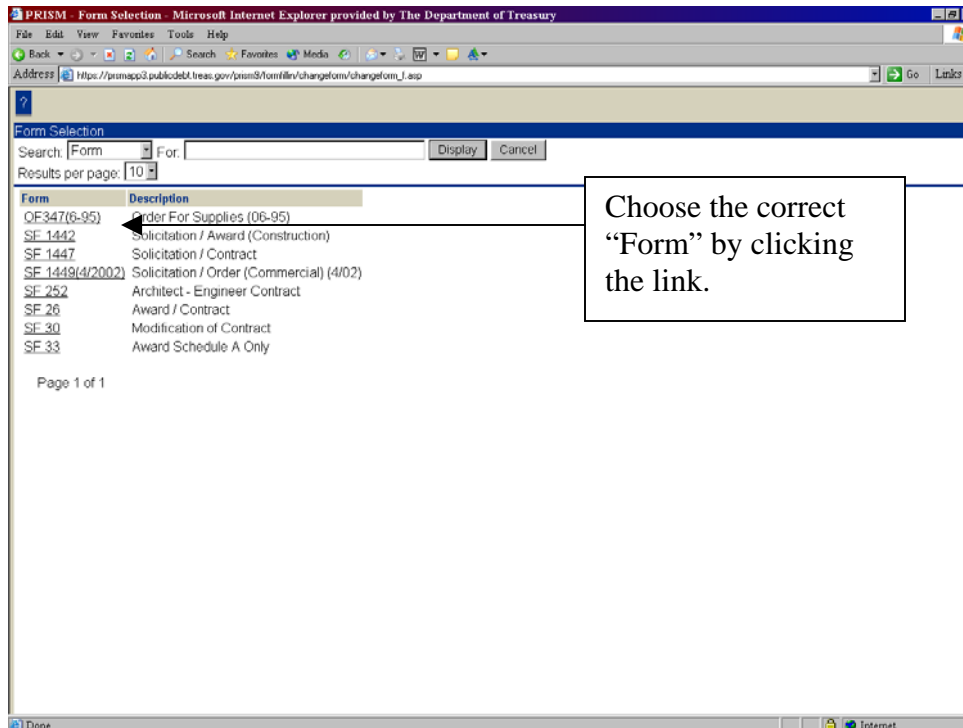 PRISM - Form Selection - Microsoft Internet Explorer provided by The Department of Treasury
File Edit View Favorites Tools Help
Back Search Favorites Media W
Address https://prismapp3.publicdebt.treas.gov/prism9/formfillin/changeform/changeform_f.asp Go Links
?
Form Selection
Search: Form For: Display Cancel
Results per page: 10
Form Description
OF347(6-95) Order For Supplies (06-95)
SF 1442 Solicitation / Award (Construction)
SF 1447 Solicitation / Contract
SF 1449(4/2002) Solicitation / Order (Commercial) (4/02)
SF 252 Architect - Engineer Contract
SF 26 Award / Contract
SF 30 Modification of Contract
SF 33 Award Schedule A Only
Page 1 of 1
Choose the correct
“Form” by clicking
the link.
Done Internet